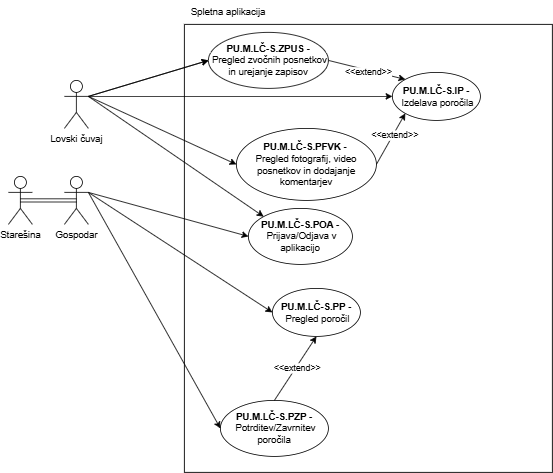 Spletna aplikacija
PU.M.LČ-S.ZPUS -
Pregled zvočnih posnetkov
in urejanje zapisov
<<extend>>
PU.M.LČ-S.IP -
Izdelava poročila
Lovski čuvaj
<<extend>>
PU.M.LČ-S.PFVK -
Pregled fotografij, video
posnetkov in dodajanje
komentarjev
Starešina
Gospodar
PU.M.LČ-S.POA -
Prijava/Odjava v
aplikacijo
PU.M.LČ-S.PP -
Pregled poročil
<<extend>>
PU.M.LČ-S.PZP -
Potrditev/Zavrnitev
poročila